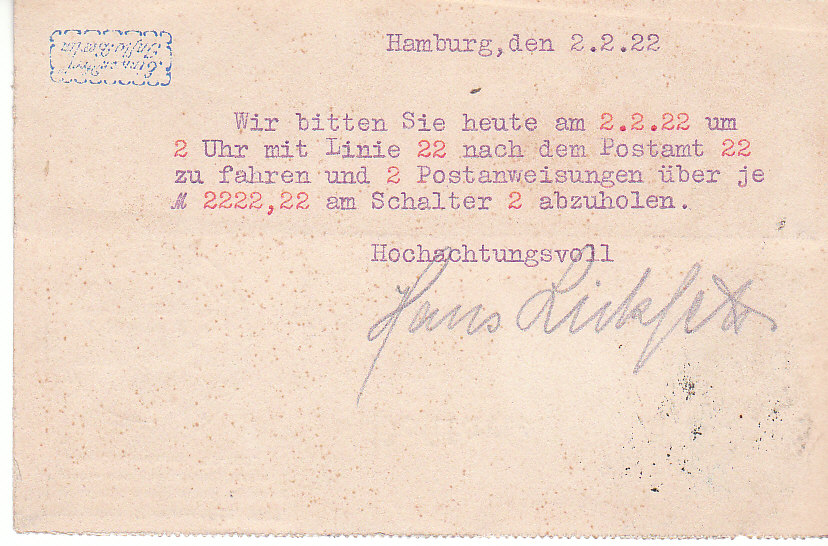 Hamburg, den 2.2.22
Wir bitten Sie heute am 2.2.22 um
2 Uhr mit Linie 22 nach dem Postamt 22
zu fahren und 2 Postanweisungen über je
M 2222,22 am Schalter 2 abzuholen.
Hochachtungsvoll
Hans